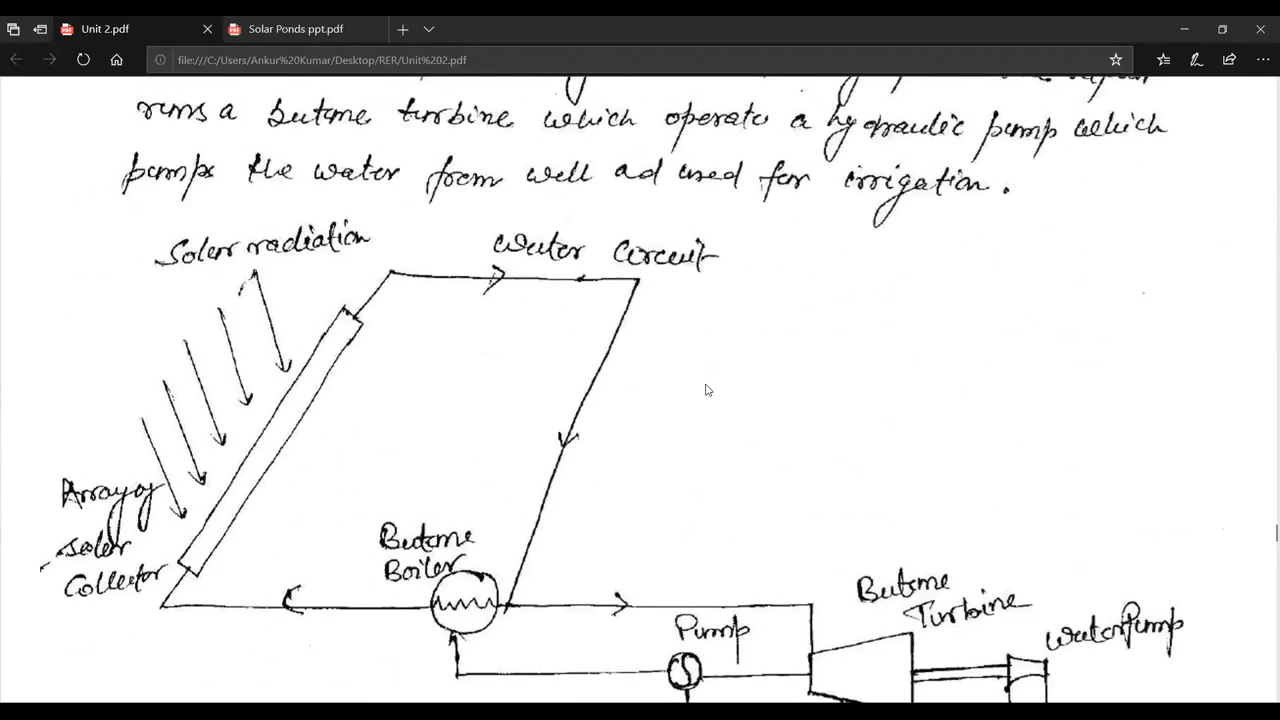 Unit 2.pdf
Solar Ponds ppt.pdf
file:///C:/Users/Ankur%20Kumar/Desktop/RER/Unit%202.pdf
runs a butane turbine which operate a hydraulic pump which
pumps the water from well ad used for irrigation.
Solar radiation
Water Circuit
Array of
Solar
Collector
Butane
Boiler
Pump
Butane
Turbine
Water Pump